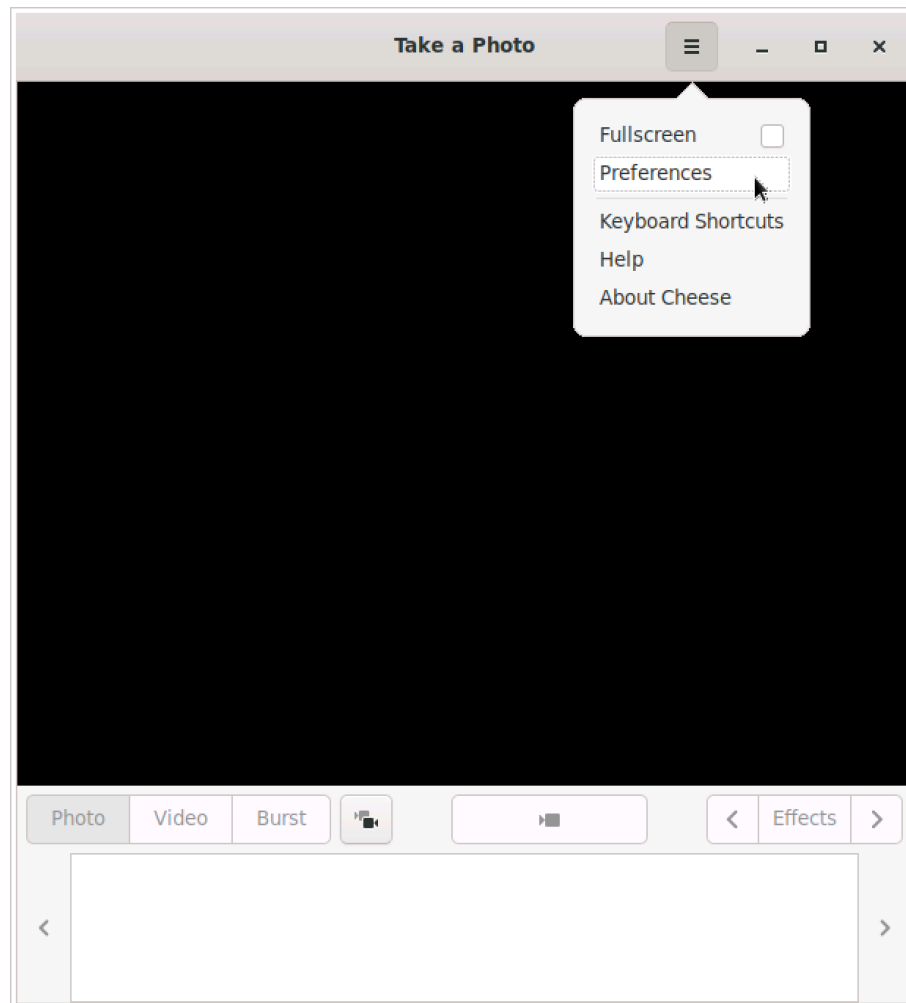 Take a Photo
Fullscreen
Preferences
Keyboard Shortcuts
Help
About Cheese
Photo Video Burst Effects